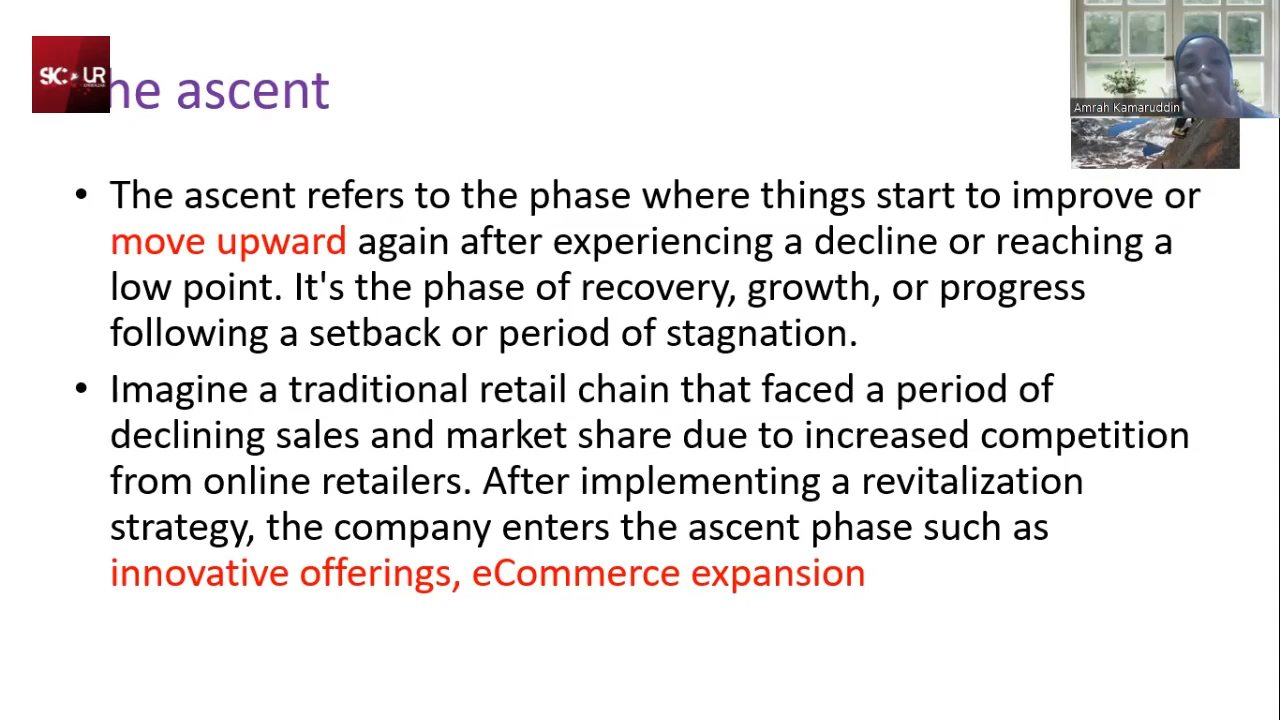 SK UR
he ascent
Amrah Kamaruddin
• The ascent refers to the phase where things start to improve or
move upward again after experiencing a decline or reaching a
low point. It's the phase of recovery, growth, or progress
following a setback or period of stagnation.
• Imagine a traditional retail chain that faced a period of
declining sales and market share due to increased competition
from online retailers. After implementing a revitalization
strategy, the company enters the ascent phase such as
innovative offerings, eCommerce expansion